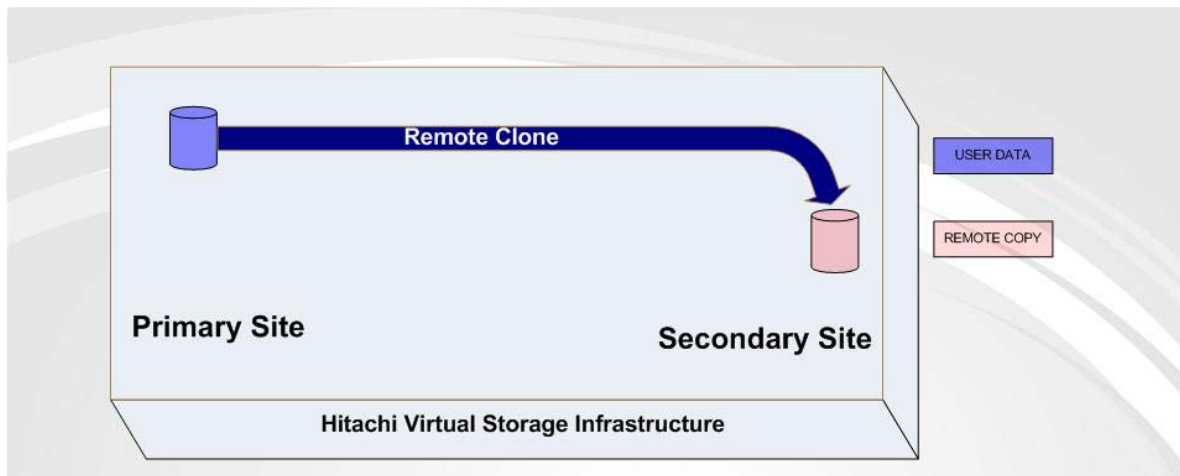 Remote Clone
USER DATA
REMOTE COPY
Primary Site
Secondary Site
Hitachi Virtual Storage Infrastructure